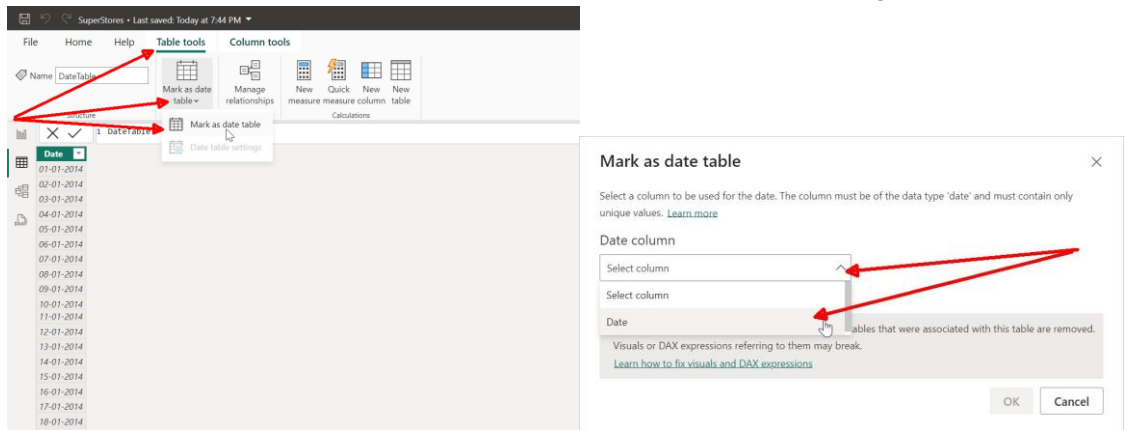 SuperStores • Last saved: Today at 7:44 PM
File Home Help Table tools Column tools
Name DateTable
Mark as date table
Manage relationships
New measure
Quick measure
New column
New table
Structure
Calculations
Mark as date table
Date table settings
1 DateTable
Date
01-01-2014
02-01-2014
03-01-2014
04-01-2014
05-01-2014
06-01-2014
07-01-2014
08-01-2014
09-01-2014
10-01-2014
11-01-2014
12-01-2014
13-01-2014
14-01-2014
15-01-2014
16-01-2014
17-01-2014
18-01-2014
Mark as date table
Select a column to be used for the date. The column must be of the data type 'date' and must contain only
unique values. Learn more
Date column
Select column
Select column
Date
ables that were associated with this table are removed.
Visuals or DAX expressions referring to them may break.
Learn how to fix visuals and DAX expressions
OK Cancel